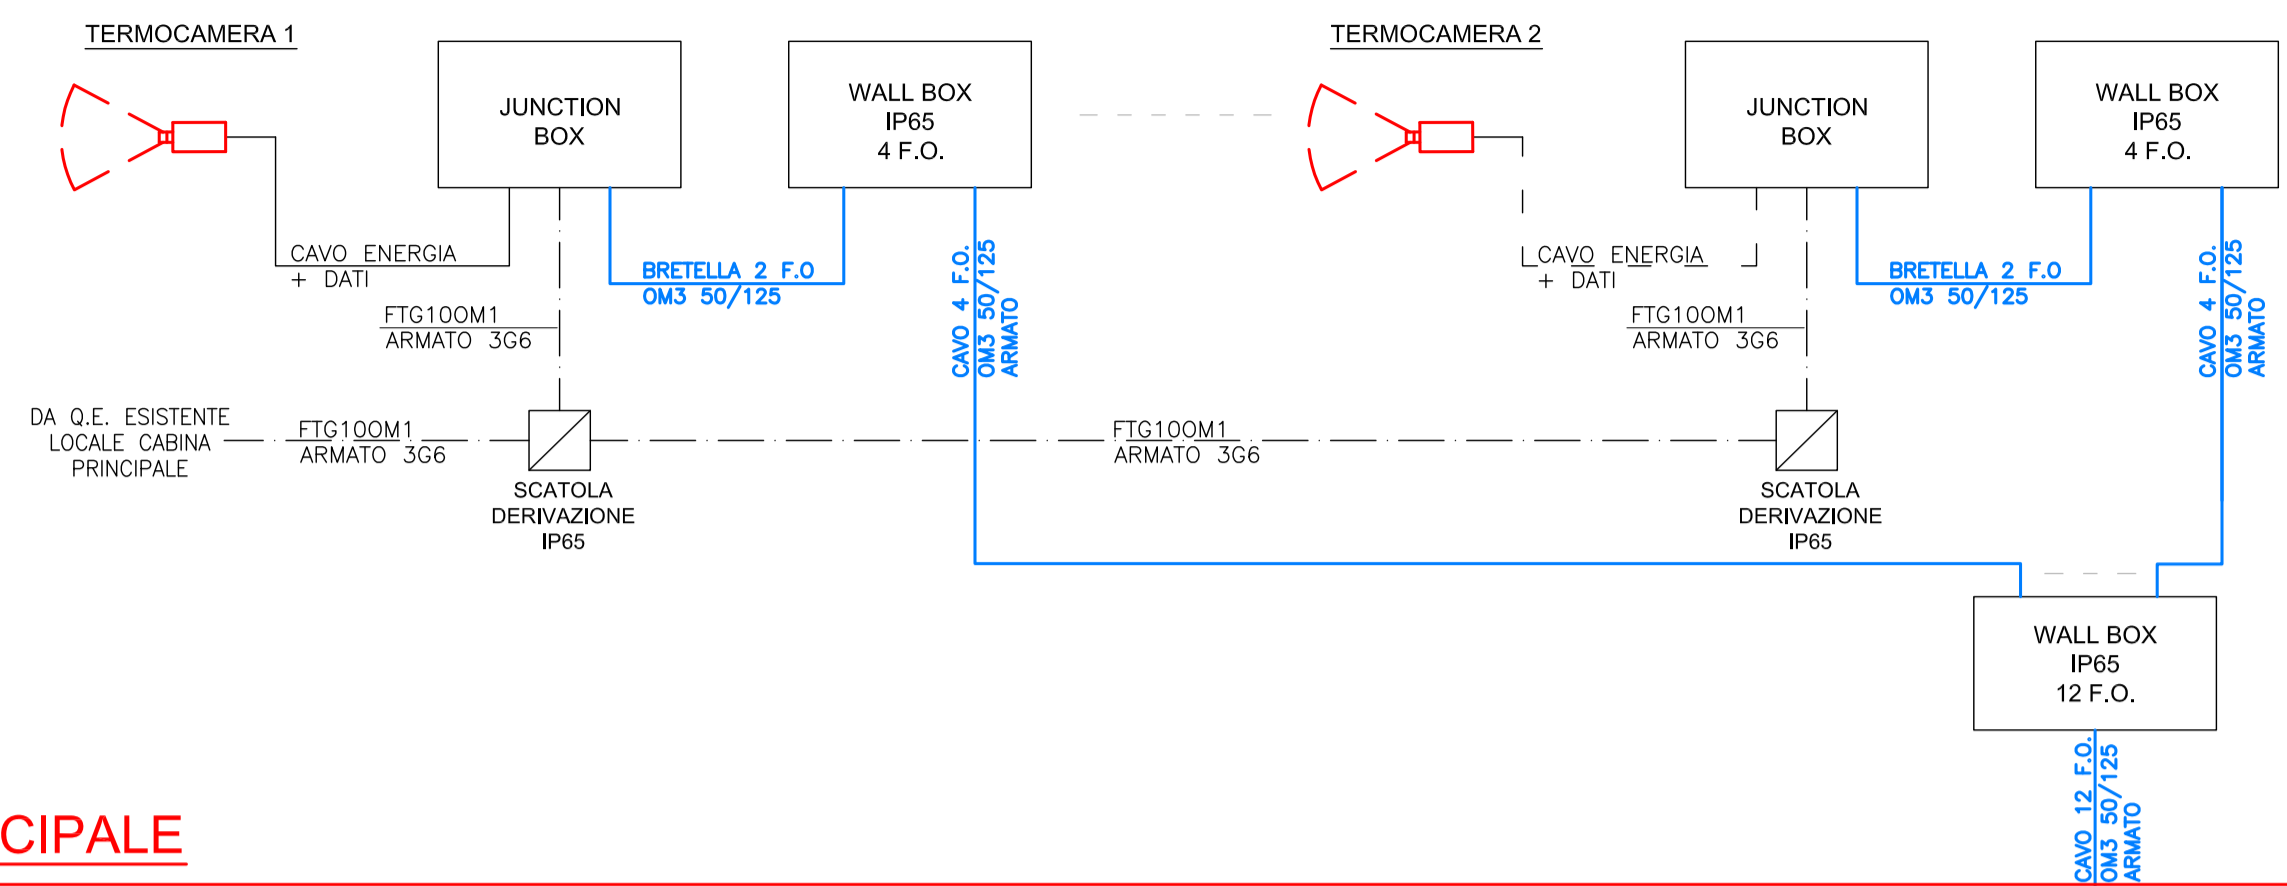 TERMOCAMERA 1
JUNCTION
BOX
WALL BOX
IP65
4 F.O.
CAVO ENERGIA
+ DATI
BRETELLA 2 F.O
OM3 50/125
CAVO 4 F.O.
OM3 50/125
ARMATO
FTG10OM1
ARMATO 3G6
DA Q.E. ESISTENTE
LOCALE CABINA
PRINCIPALE
FTG10OM1
ARMATO 3G6
SCATOLA
DERIVAZIONE
IP65
FTG10OM1
ARMATO 3G6
TERMOCAMERA 2
JUNCTION
BOX
WALL BOX
IP65
4 F.O.
CAVO ENERGIA
+ DATI
BRETELLA 2 F.O
OM3 50/125
CAVO 4 F.O.
OM3 50/125
ARMATO
FTG10OM1
ARMATO 3G6
SCATOLA
DERIVAZIONE
IP65
WALL BOX
IP65
12 F.O.
CAVO 12 F.O.
OM3 50/125
ARMATO
CIPALE